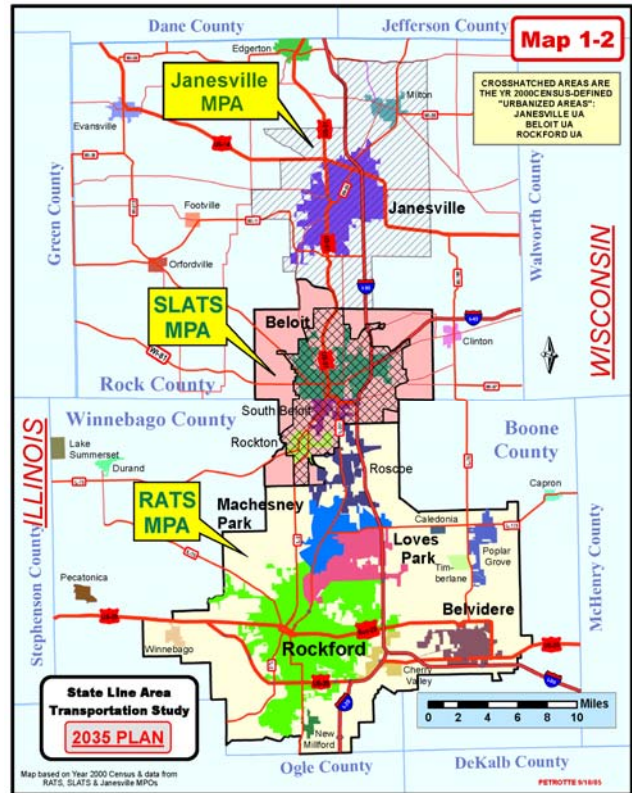 Dane County
Jefferson County
Map 1-2
Edgerton
Janesville
MPA
CROSSHATCHED AREAS ARE
THE YR 2000CENSUS-DEFINED
"URBANIZED AREAS":
JANESVILLE UA
BELOIT UA
ROCKFORD UA
Milton
Evansville
Green County
Walworth County
Janesville
Footville
Orfordville
WISCONSIN
SLATS
MPA
Beloit
Clinton
WI-81
Rock County
Winnebago County
South Beloit
Rockton
Boone
County
ILLINOIS
Lake
Summerset
Durand
Roscoe
RATS
MPA
Machesney
Park
Capron
Caledonia
Loves
Park
Poplar
Grove
Tim-
berlane
Stephenson County
McHenry County
Pecatonica
Belvidere
Winnebago
Rockford
Cherry
Valley
State Line Area
Transportation Study
2035 PLAN
Miles
0 2 4 6 8 10
New
Millford
Ogle County
DeKalb County
Map based on Year 2000 Census & data from
RATS, SLATS & Janesville MPOs
PETROTTE 9/10/05